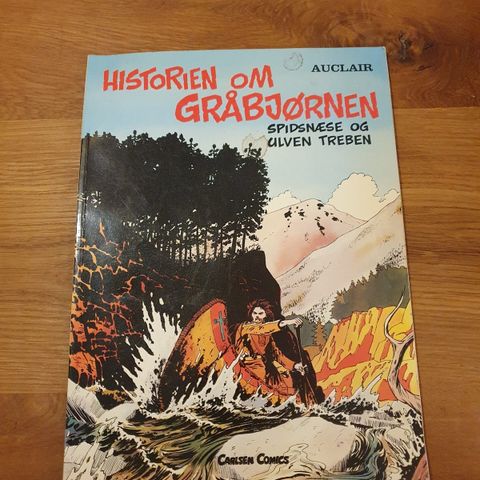 HISTORIEN OM
AUCLAIR
GRÅBJØRNEN
SPIDSNÆSE OG
ULVEN TREBEN
CARLSEN COMICS